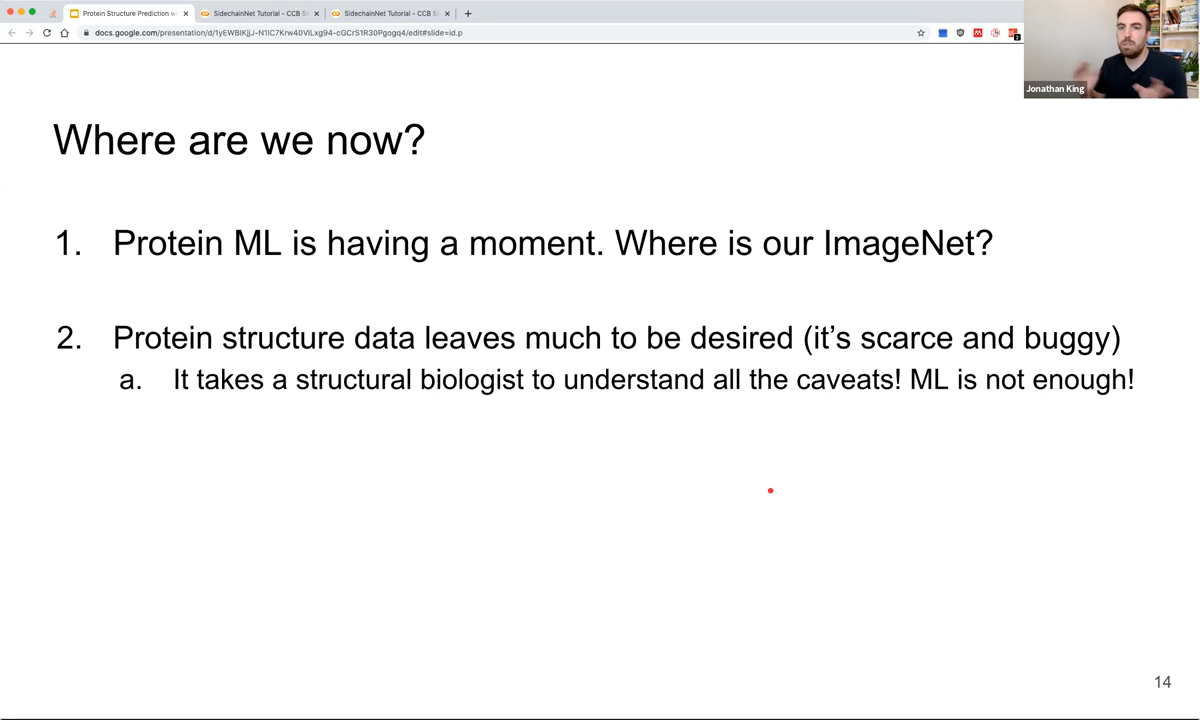 Protein Structure Prediction w
SidechainNet Tutorial - CCB S
SidechainNet Tutorial - CCB S
docs.google.com/presentation/d/1yEWBIKjjJ-N1lC7Krw40VlLxg94-cGCrS1R30Pgogq4/edit#slide=id.p
2
Jonathan King
Where are we now?
1. Protein ML is having a moment. Where is our ImageNet?
2. Protein structure data leaves much to be desired (it's scarce and buggy)
a. It takes a structural biologist to understand all the caveats! ML is not enough!
14